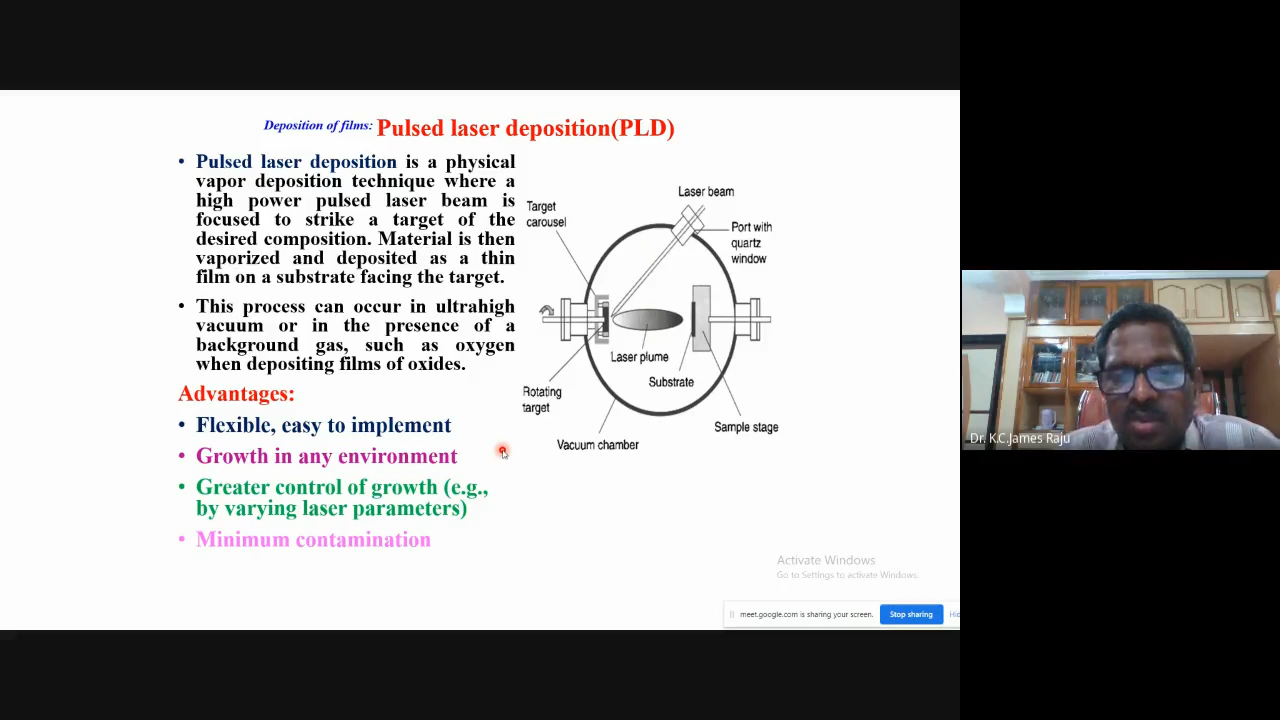 Deposition of films: Pulsed laser deposition(PLD)
• Pulsed laser deposition is a physical
vapor deposition technique where a
high power pulsed laser beam is
focused to strike a target of the
desired composition. Material is then
vaporized and deposited as a thin
film on a substrate facing the target.
• This process can occur in ultrahigh
vacuum or in the presence of a
background gas, such as oxygen
when depositing films of oxides.
Advantages:
• Flexible, easy to implement
• Growth in any environment
• Greater control of growth (e.g.,
by varying laser parameters)
• Minimum contamination
Laser beam
Target
carousel
Port with
quartz
window
Laser plume
Substrate
Rotating
target
Sample stage
Vacuum chamber
Activate Windows
Go to Settings to activate Windows.
meet.google.com is sharing your screen.
Stop sharing
Dr. K.C.James Raju